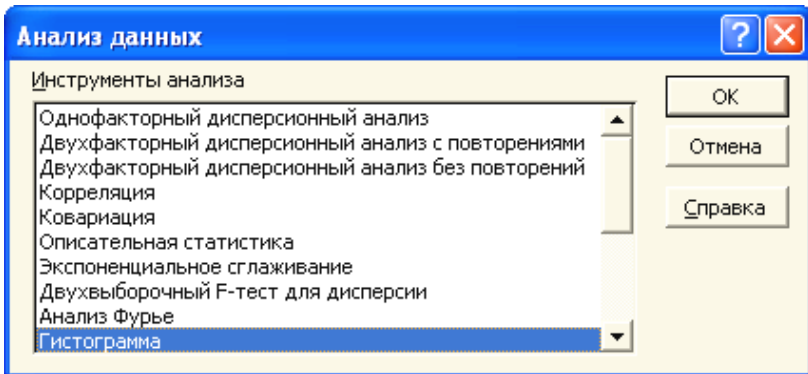 Анализ данных
Инструменты анализа
Однофакторный дисперсионный анализ
Двухфакторный дисперсионный анализ с повторениями
Двухфакторный дисперсионный анализ без повторений
Корреляция
Ковариация
Описательная статистика
Экспоненциальное сглаживание
Двухвыборочный F-тест для дисперсии
Анализ Фурье
Гистограмма
ОК
Отмена
Справка